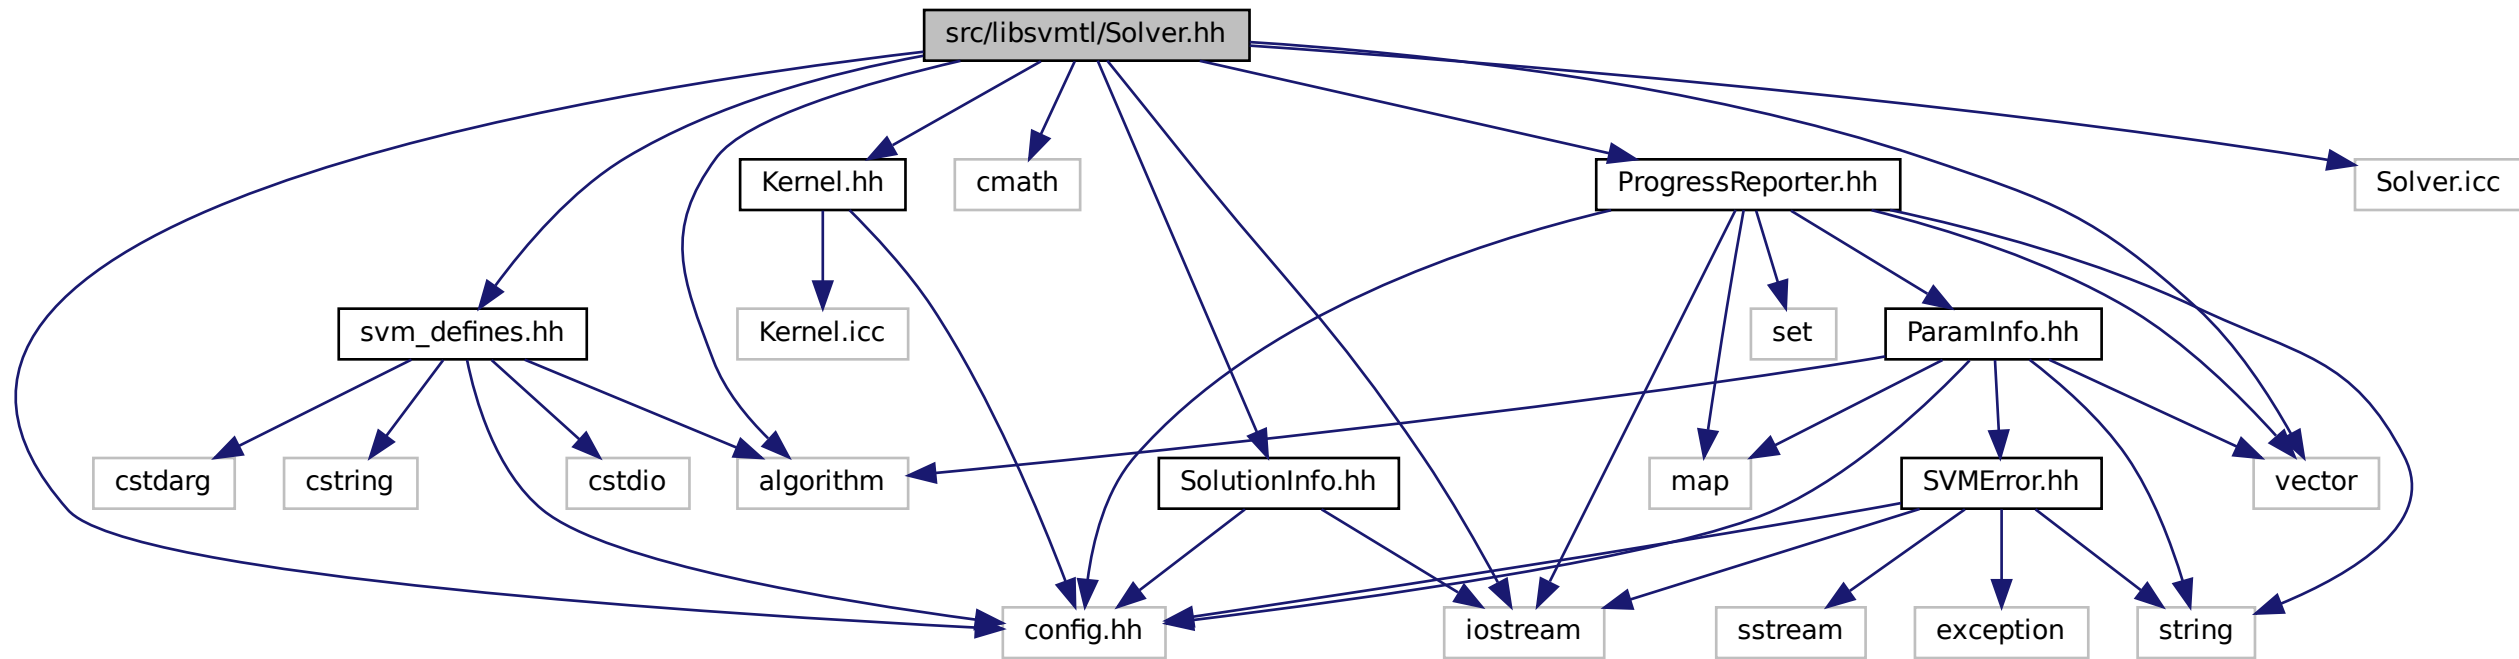 src/libsvmtl/Solver.hh
Kernel.hh
cmath
ProgressReporter.hh
Solver.icc
svm_defines.hh
Kernel.icc
set
ParamInfo.hh
cstdarg
cstring
cstdio
algorithm
SolutionInfo.hh
map
SVMError.hh
vector
config.hh
iostream
sstream
exception
string